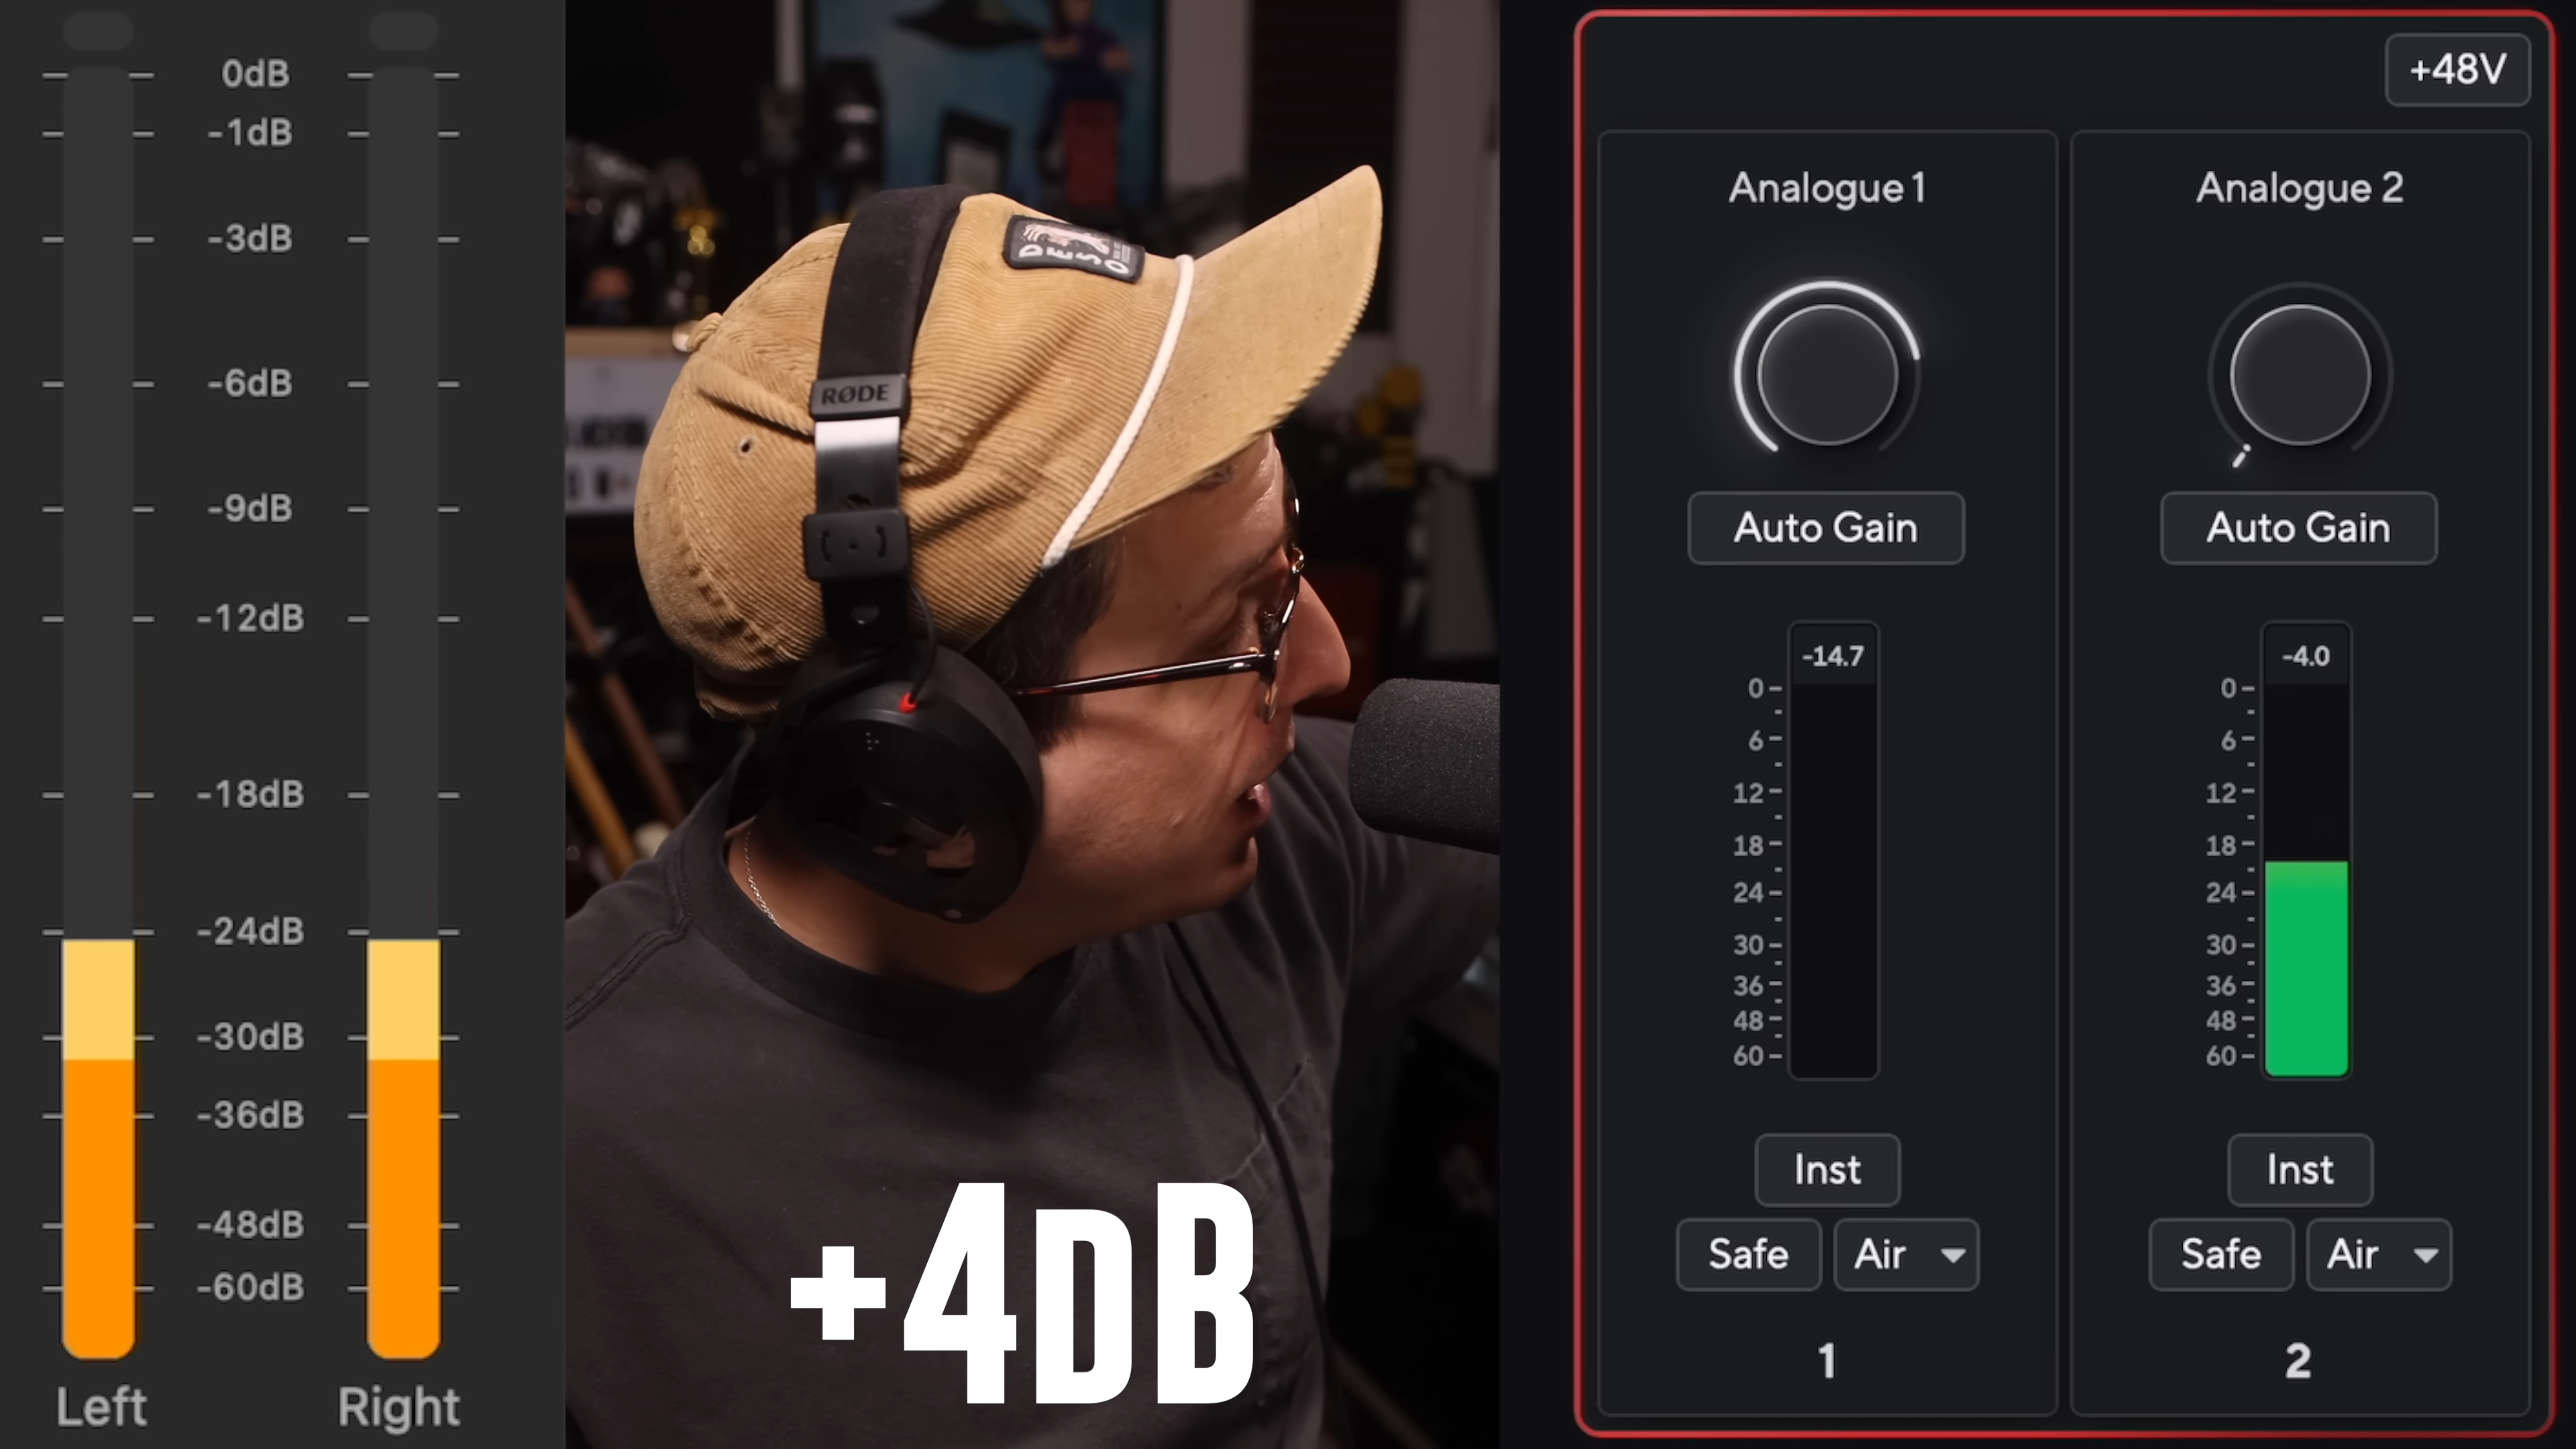 0dB
-1dB
-3dB
-6dB
-9dB
-12dB
-18dB
-24dB
-30dB
-36dB
-48dB
-60dB
Left Right
DESO
RØDE
+4DB
+48V
Analogue 1
Auto Gain
-14.7
0
6
12
18
24
30
36
48
60
Inst
Safe Air
1
Analogue 2
Auto Gain
-4.0
0
6
12
18
24
30
36
48
60
Inst
Safe Air
2